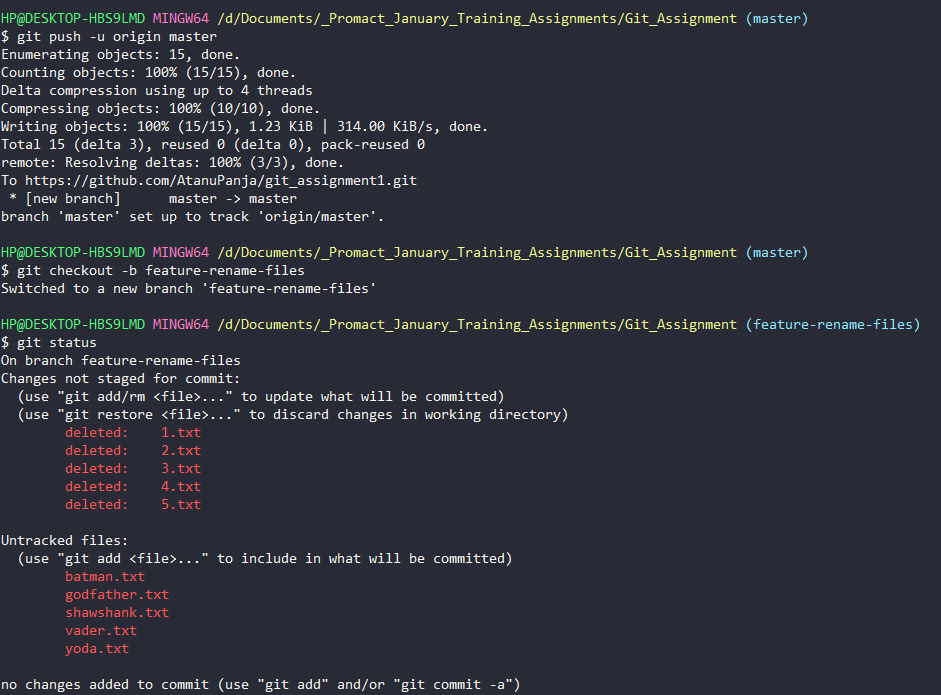 HP@DESKTOP-HBS9LMD MINGW64 /d/Documents/_Promact_January_Training_Assignments/Git_Assignment (master)
$ git push -u origin master
Enumerating objects: 15, done.
Counting objects: 100% (15/15), done.
Delta compression using up to 4 threads
Compressing objects: 100% (10/10), done.
Writing objects: 100% (15/15), 1.23 KiB | 314.00 KiB/s, done.
Total 15 (delta 3), reused 0 (delta 0), pack-reused 0
remote: Resolving deltas: 100% (3/3), done.
To https://github.com/AtanuPanja/git_assignment1.git
 * [new branch]      master -> master
branch 'master' set up to track 'origin/master'.

HP@DESKTOP-HBS9LMD MINGW64 /d/Documents/_Promact_January_Training_Assignments/Git_Assignment (master)
$ git checkout -b feature-rename-files
Switched to a new branch 'feature-rename-files'

HP@DESKTOP-HBS9LMD MINGW64 /d/Documents/_Promact_January_Training_Assignments/Git_Assignment (feature-rename-files)
$ git status
On branch feature-rename-files
Changes not staged for commit:
  (use "git add/rm <file>..." to update what will be committed)
  (use "git restore <file>..." to discard changes in working directory)
        deleted:    1.txt
        deleted:    2.txt
        deleted:    3.txt
        deleted:    4.txt
        deleted:    5.txt

Untracked files:
  (use "git add <file>..." to include in what will be committed)
        batman.txt
        godfather.txt
        shawshank.txt
        vader.txt
        yoda.txt

no changes added to commit (use "git add" and/or "git commit -a")